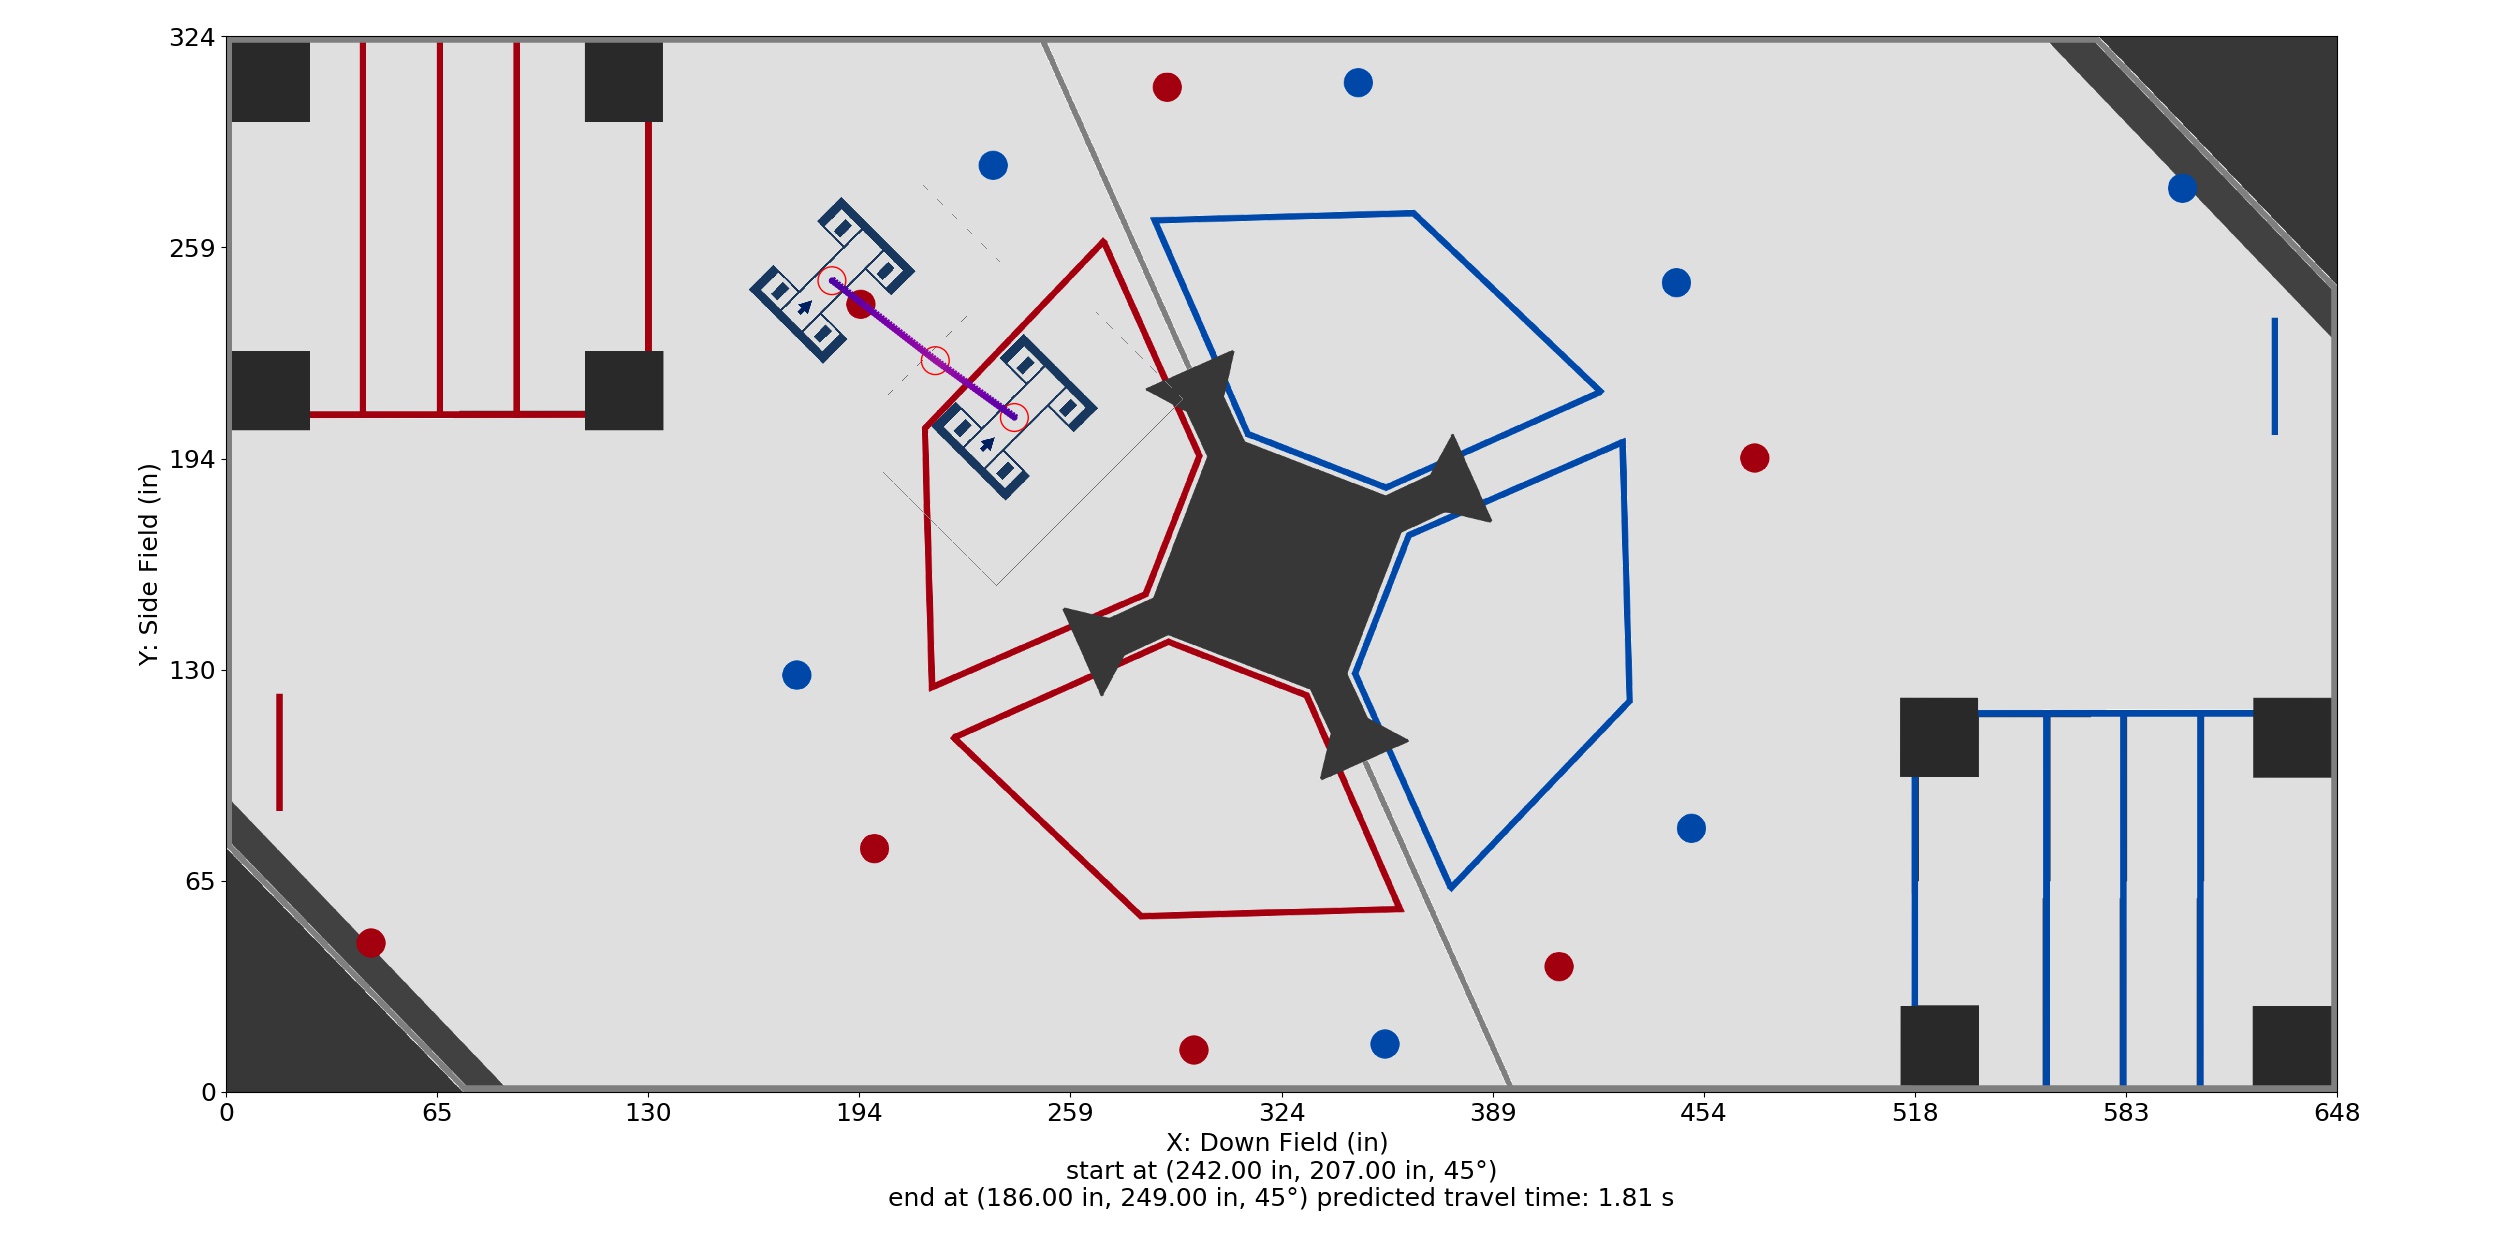 324
259
194
130
65
0
Y: Side Field (in)
0 65 130 194 259 324 389 454 518 583 648
X: Down Field (in)
start at (242.00 in, 207.00 in, 45°)
end at (186.00 in, 249.00 in, 45°) predicted travel time: 1.81 s